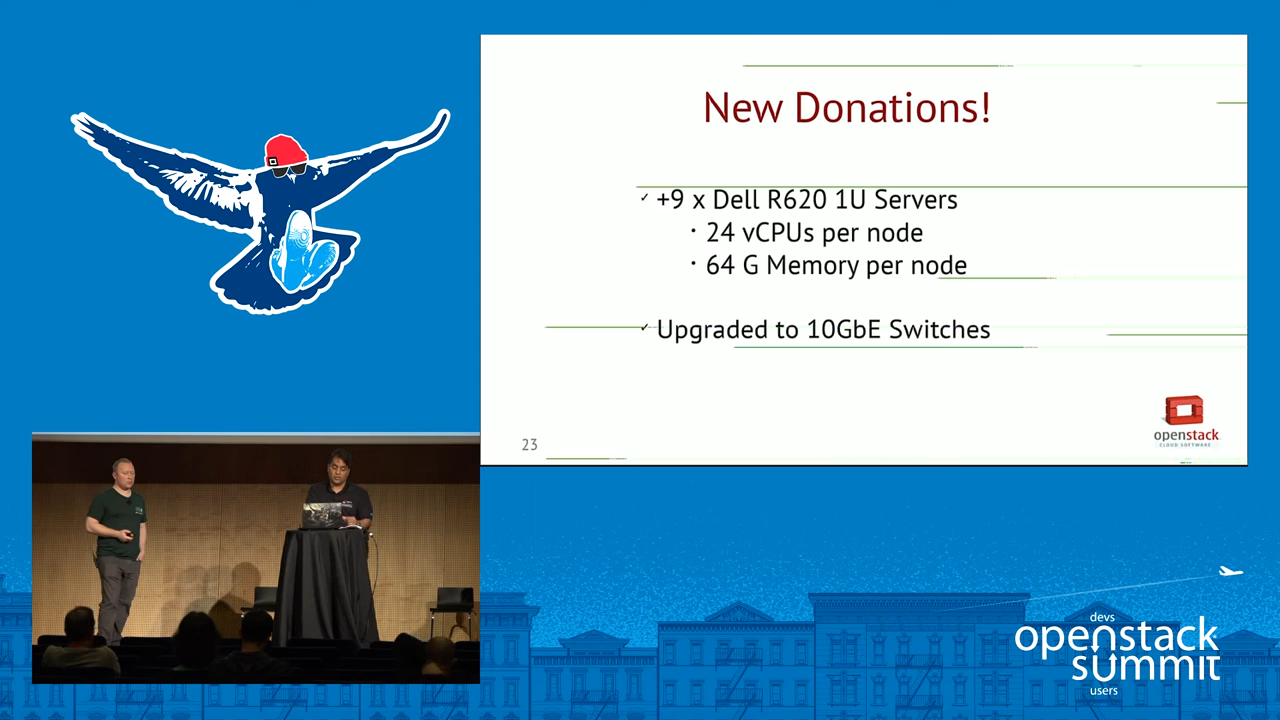 New Donations!
✓ +9 x Dell R620 1U Servers
· 24 vCPUs per node
· 64 G Memory per node
✓ Upgraded to 10GbE Switches
23
openstack
CLOUD SOFTWARE
devs
openstack
summit
users